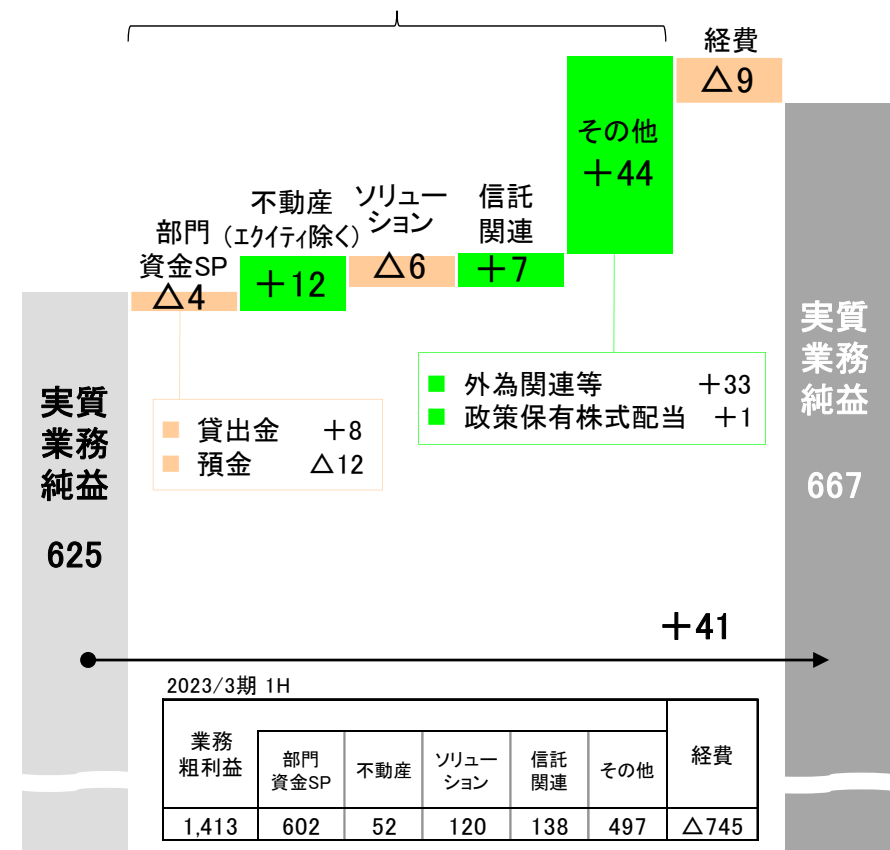 経費
△9
その他
＋44
不動産
（エクイティ除く）
ソリュー
ション
信託
関連
部門
資金SP
△4
＋12
△6
＋7
実質
業務
純益
625
■ 貸出金 ＋8
■ 預金 △12
■ 外為関連等 ＋33
■ 政策保有株式配当 ＋1
実質
業務
純益
667
＋41
2023/3期 1H
業務
粗利益
部門
資金SP
不動産
ソリュー
ション
信託
関連
その他
経費
1,413 602 52 120 138 497 △745